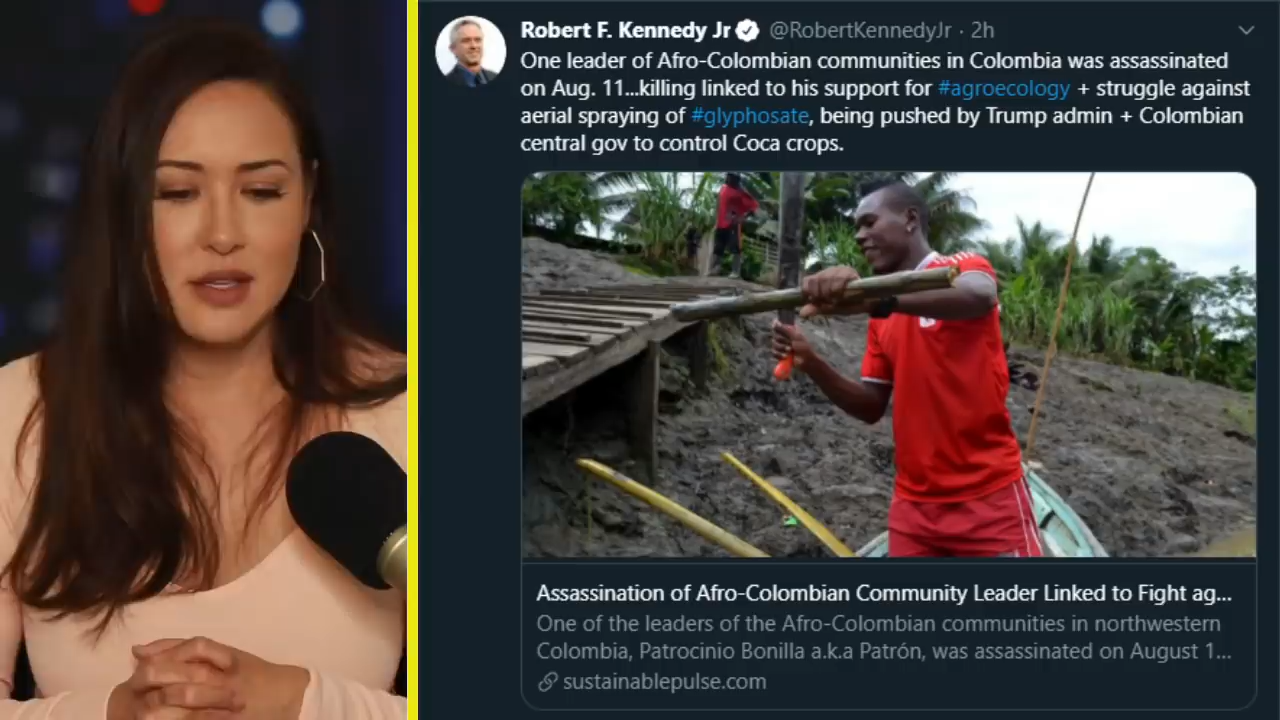 Robert F. Kennedy Jr @RobertKennedyJr · 2h
One leader of Afro-Colombian communities in Colombia was assassinated
on Aug. 11...killing linked to his support for #agroecology + struggle against
aerial spraying of #glyphosate, being pushed by Trump admin + Colombian
central gov to control Coca crops.
Assassination of Afro-Colombian Community Leader Linked to Fight ag...
One of the leaders of the Afro-Colombian communities in northwestern
Colombia, Patrocinio Bonilla a.k.a Patrón, was assassinated on August 1...
sustainablepulse.com